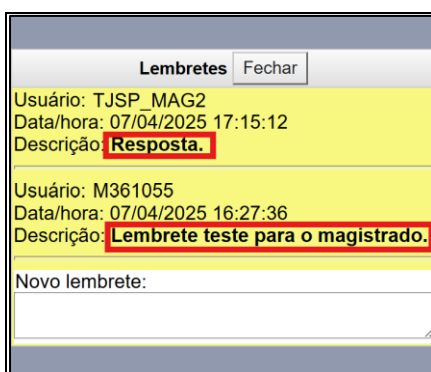 Lembretes Fechar
Usuário: TJSP_MAG2
Data/hora: 07/04/2025 17:15:12
Descrição: Resposta.
Usuário: M361055
Data/hora: 07/04/2025 16:27:36
Descrição: Lembrete teste para o magistrado.
Novo lembrete: